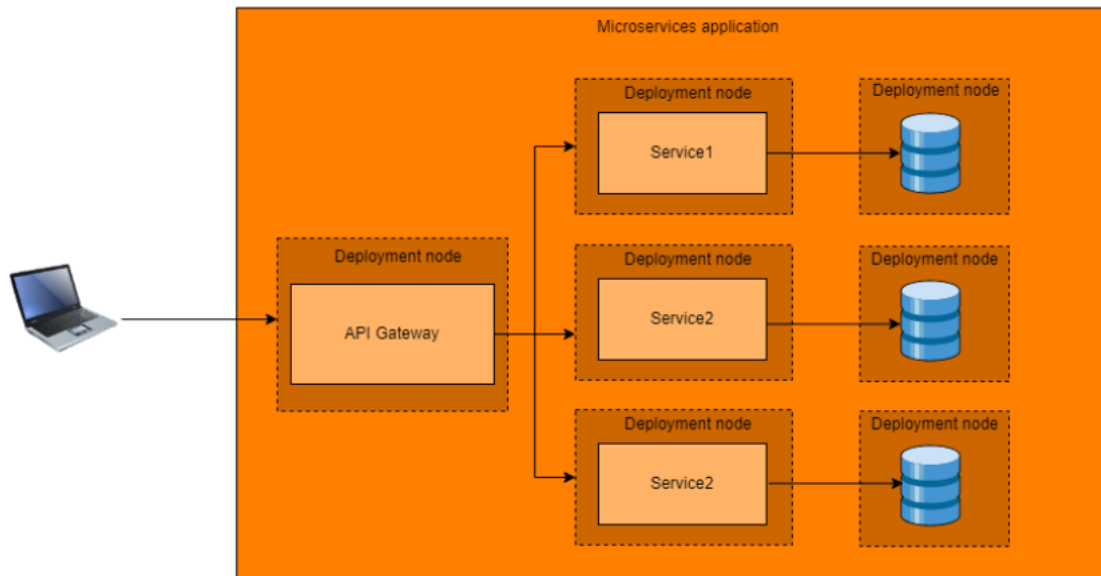 Microservices application
Deployment node
Service1
Deployment node
Deployment node
API Gateway
Deployment node
Service2
Deployment node
Deployment node
Service2
Deployment node